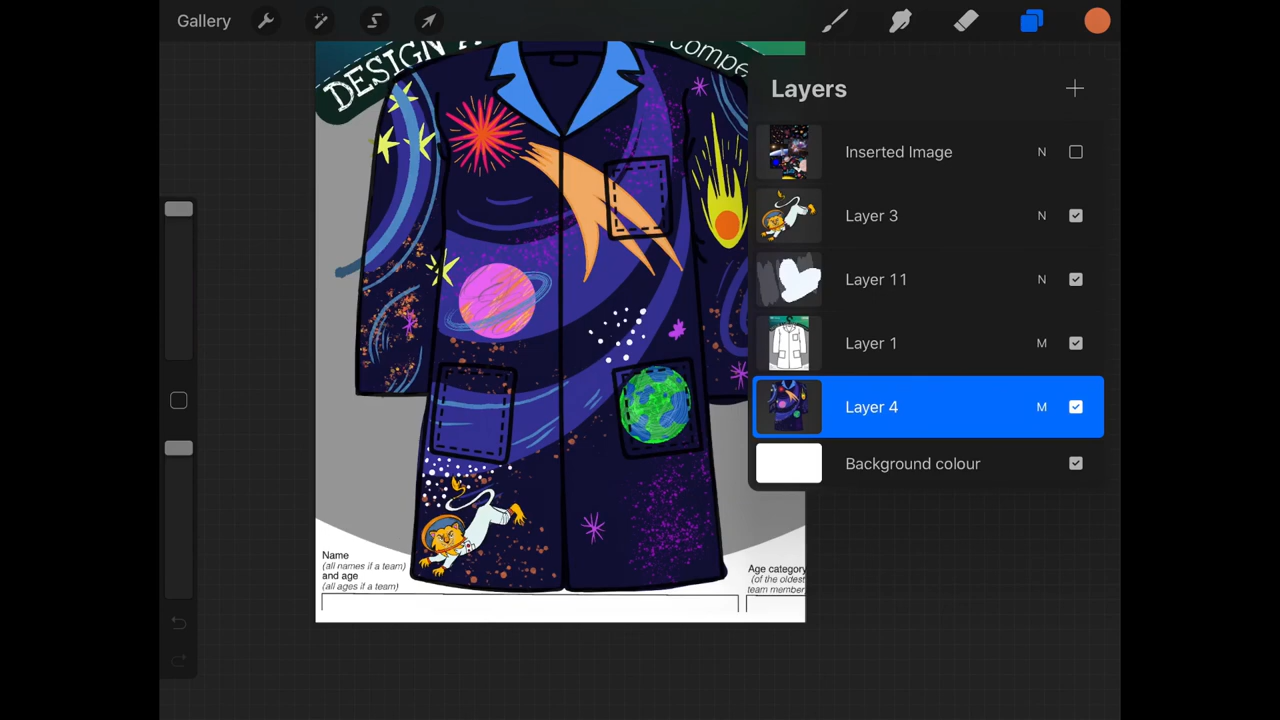 Gallery
DESIGN
compe
Layers
Inserted Image N
Layer 3 N
Layer 11 N
Layer 1 M
Layer 4 M
Background colour
Name
(all names if a team)
and age
(all ages if a team)
Age category
(of the oldest
team member